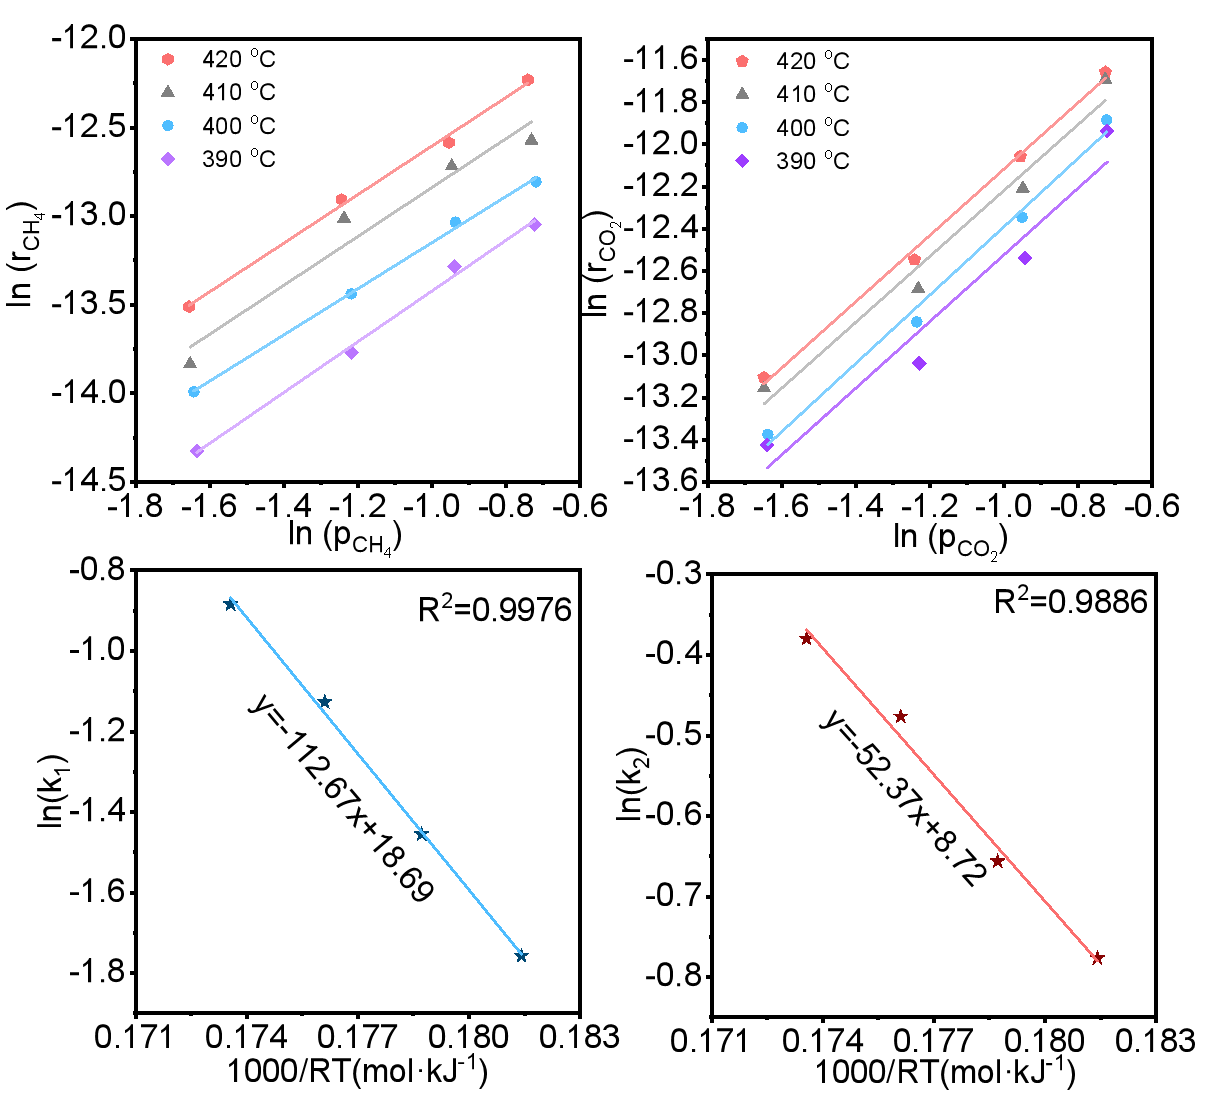 -12.0
-12.5
-13.0
-13.5
-14.0
-14.5
-1.8 -1.6 -1.4 -1.2 -1.0 -0.8 -0.6
ln (r_CH₄)
ln (p_CH₄)
420 °C
410 °C
400 °C
390 °C
-11.6
-11.8
-12.0
-12.2
-12.4
-12.6
-12.8
-13.0
-13.2
-13.4
-13.6
-1.8 -1.6 -1.4 -1.2 -1.0 -0.8 -0.6
ln (r_CO₂)
ln (p_CO₂)
420 °C
410 °C
400 °C
390 °C
-0.8
-1.0
-1.2
-1.4
-1.6
-1.8
0.171 0.174 0.177 0.180 0.183
ln(k₁)
1000/RT(mol·kJ⁻¹)
R²=0.9976
y=-112.67x+18.69
-0.3
-0.4
-0.5
-0.6
-0.7
-0.8
0.171 0.174 0.177 0.180 0.183
ln(k₂)
1000/RT(mol·kJ⁻¹)
R²=0.9886
y=-52.37x+8.72